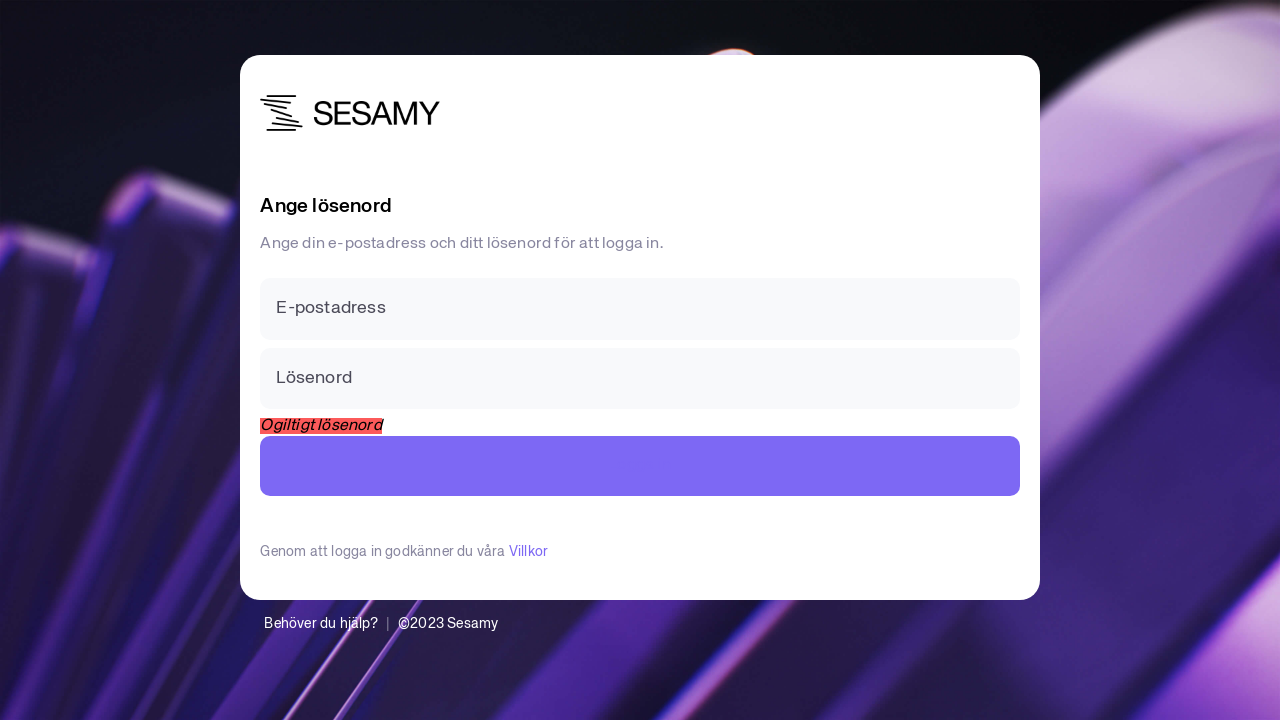 SESAMY
Ange lösenord
Ange din e-postadress och ditt lösenord för att logga in.
E-postadress
Lösenord
Ogiltigt lösenord
Genom att logga in godkänner du våra Villkor
Behöver du hjälp? | ©2023 Sesamy